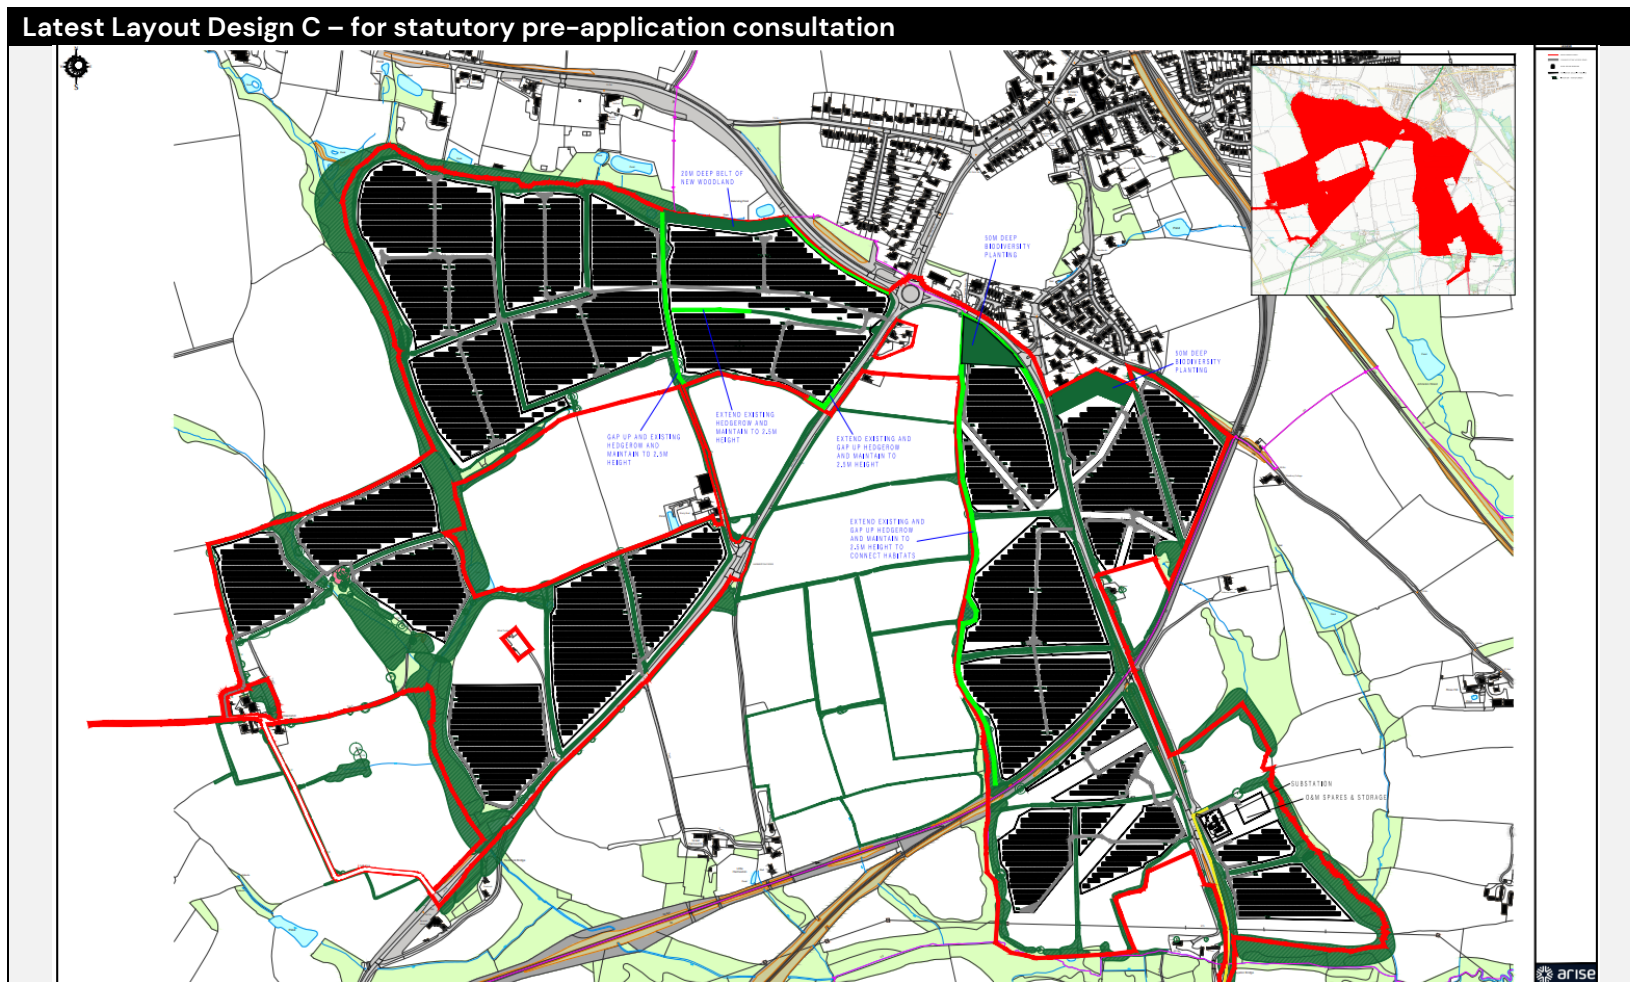 Latest Layout Design C – for statutory pre-application consultation
20M DEEP BELT OF
NEW WOODLAND
50M DEEP
BIODIVERSITY
PLANTING
50M DEEP
BIODIVERSITY
PLANTING
EXTEND EXISTING
HEDGEROW AND
MAINTAIN TO 2.5M
HEIGHT
GAP UP AND EXISTING
HEDGEROW AND
MAINTAIN TO 2.5M
HEIGHT
EXTEND EXISTING AND
GAP UP HEDGEROW
AND MAINTAIN TO
2.5M HEIGHT
EXTEND EXISTING AND
GAP UP HEDGEROW
AND MAINTAIN TO
2.5M HEIGHT TO
CONNECT HABITATS
SUBSTATION
O&M SPARES & STORAGE
arise